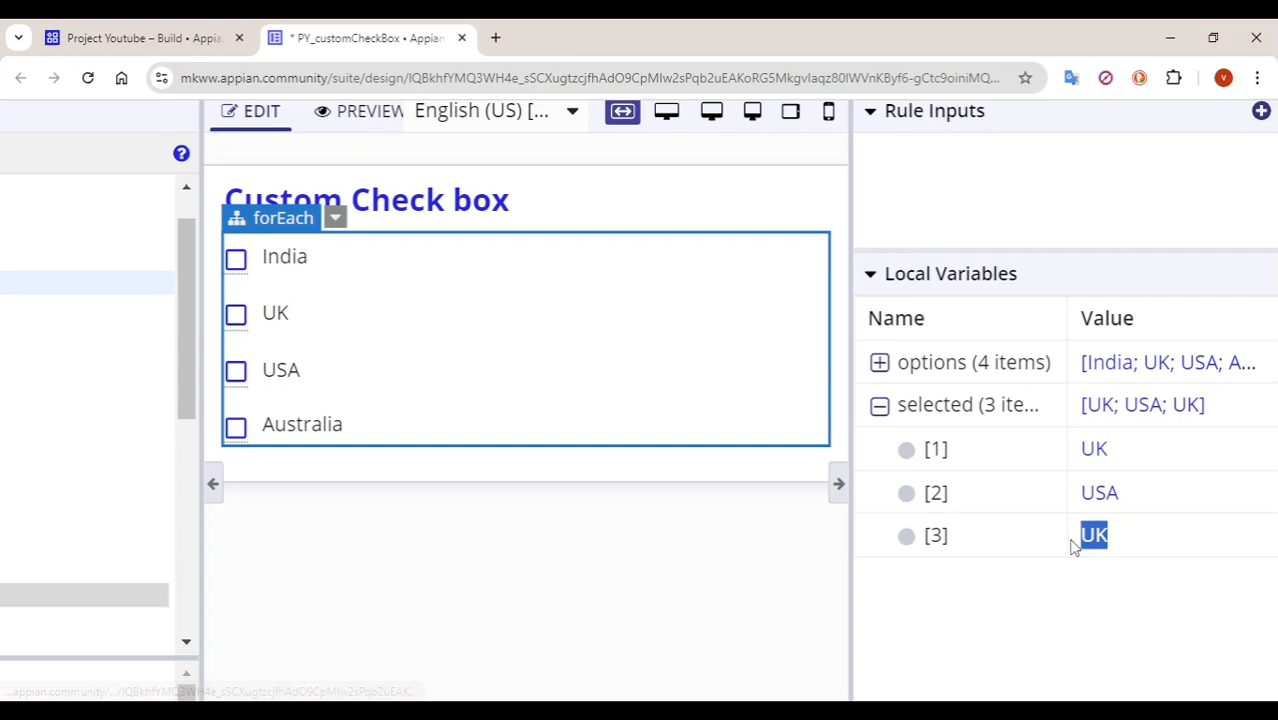 Project Youtube – Build • Appia
* PY_customCheckBox • Appian
mkww.appian.community/suite/design/IQBkhfYMQ3WH4e_sSCXugtzcjfhAdO9CpMIw2sPqb2uEAKoRG5MkgvIaqz80IWVnKByf6-gCtc9oiniMQ...
V
EDIT
PREVIEW
English (US) [...
Rule Inputs
?
Custom Check box
forEach
India
UK
USA
Australia
Local Variables
Name
Value
options (4 items)
[India; UK; USA; A...
selected (3 ite...
[UK; USA; UK]
[1]
UK
[2]
USA
[3]
UK